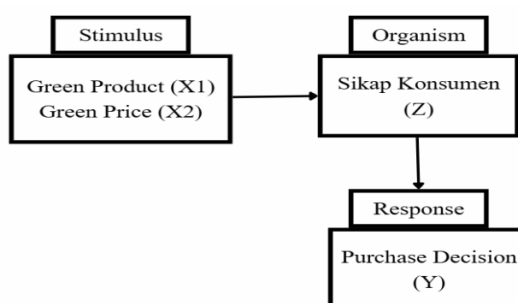 Stimulus
Green Product (X1)
Green Price (X2)
Organism
Sikap Konsumen
(Z)
Response
Purchase Decision
(Y)